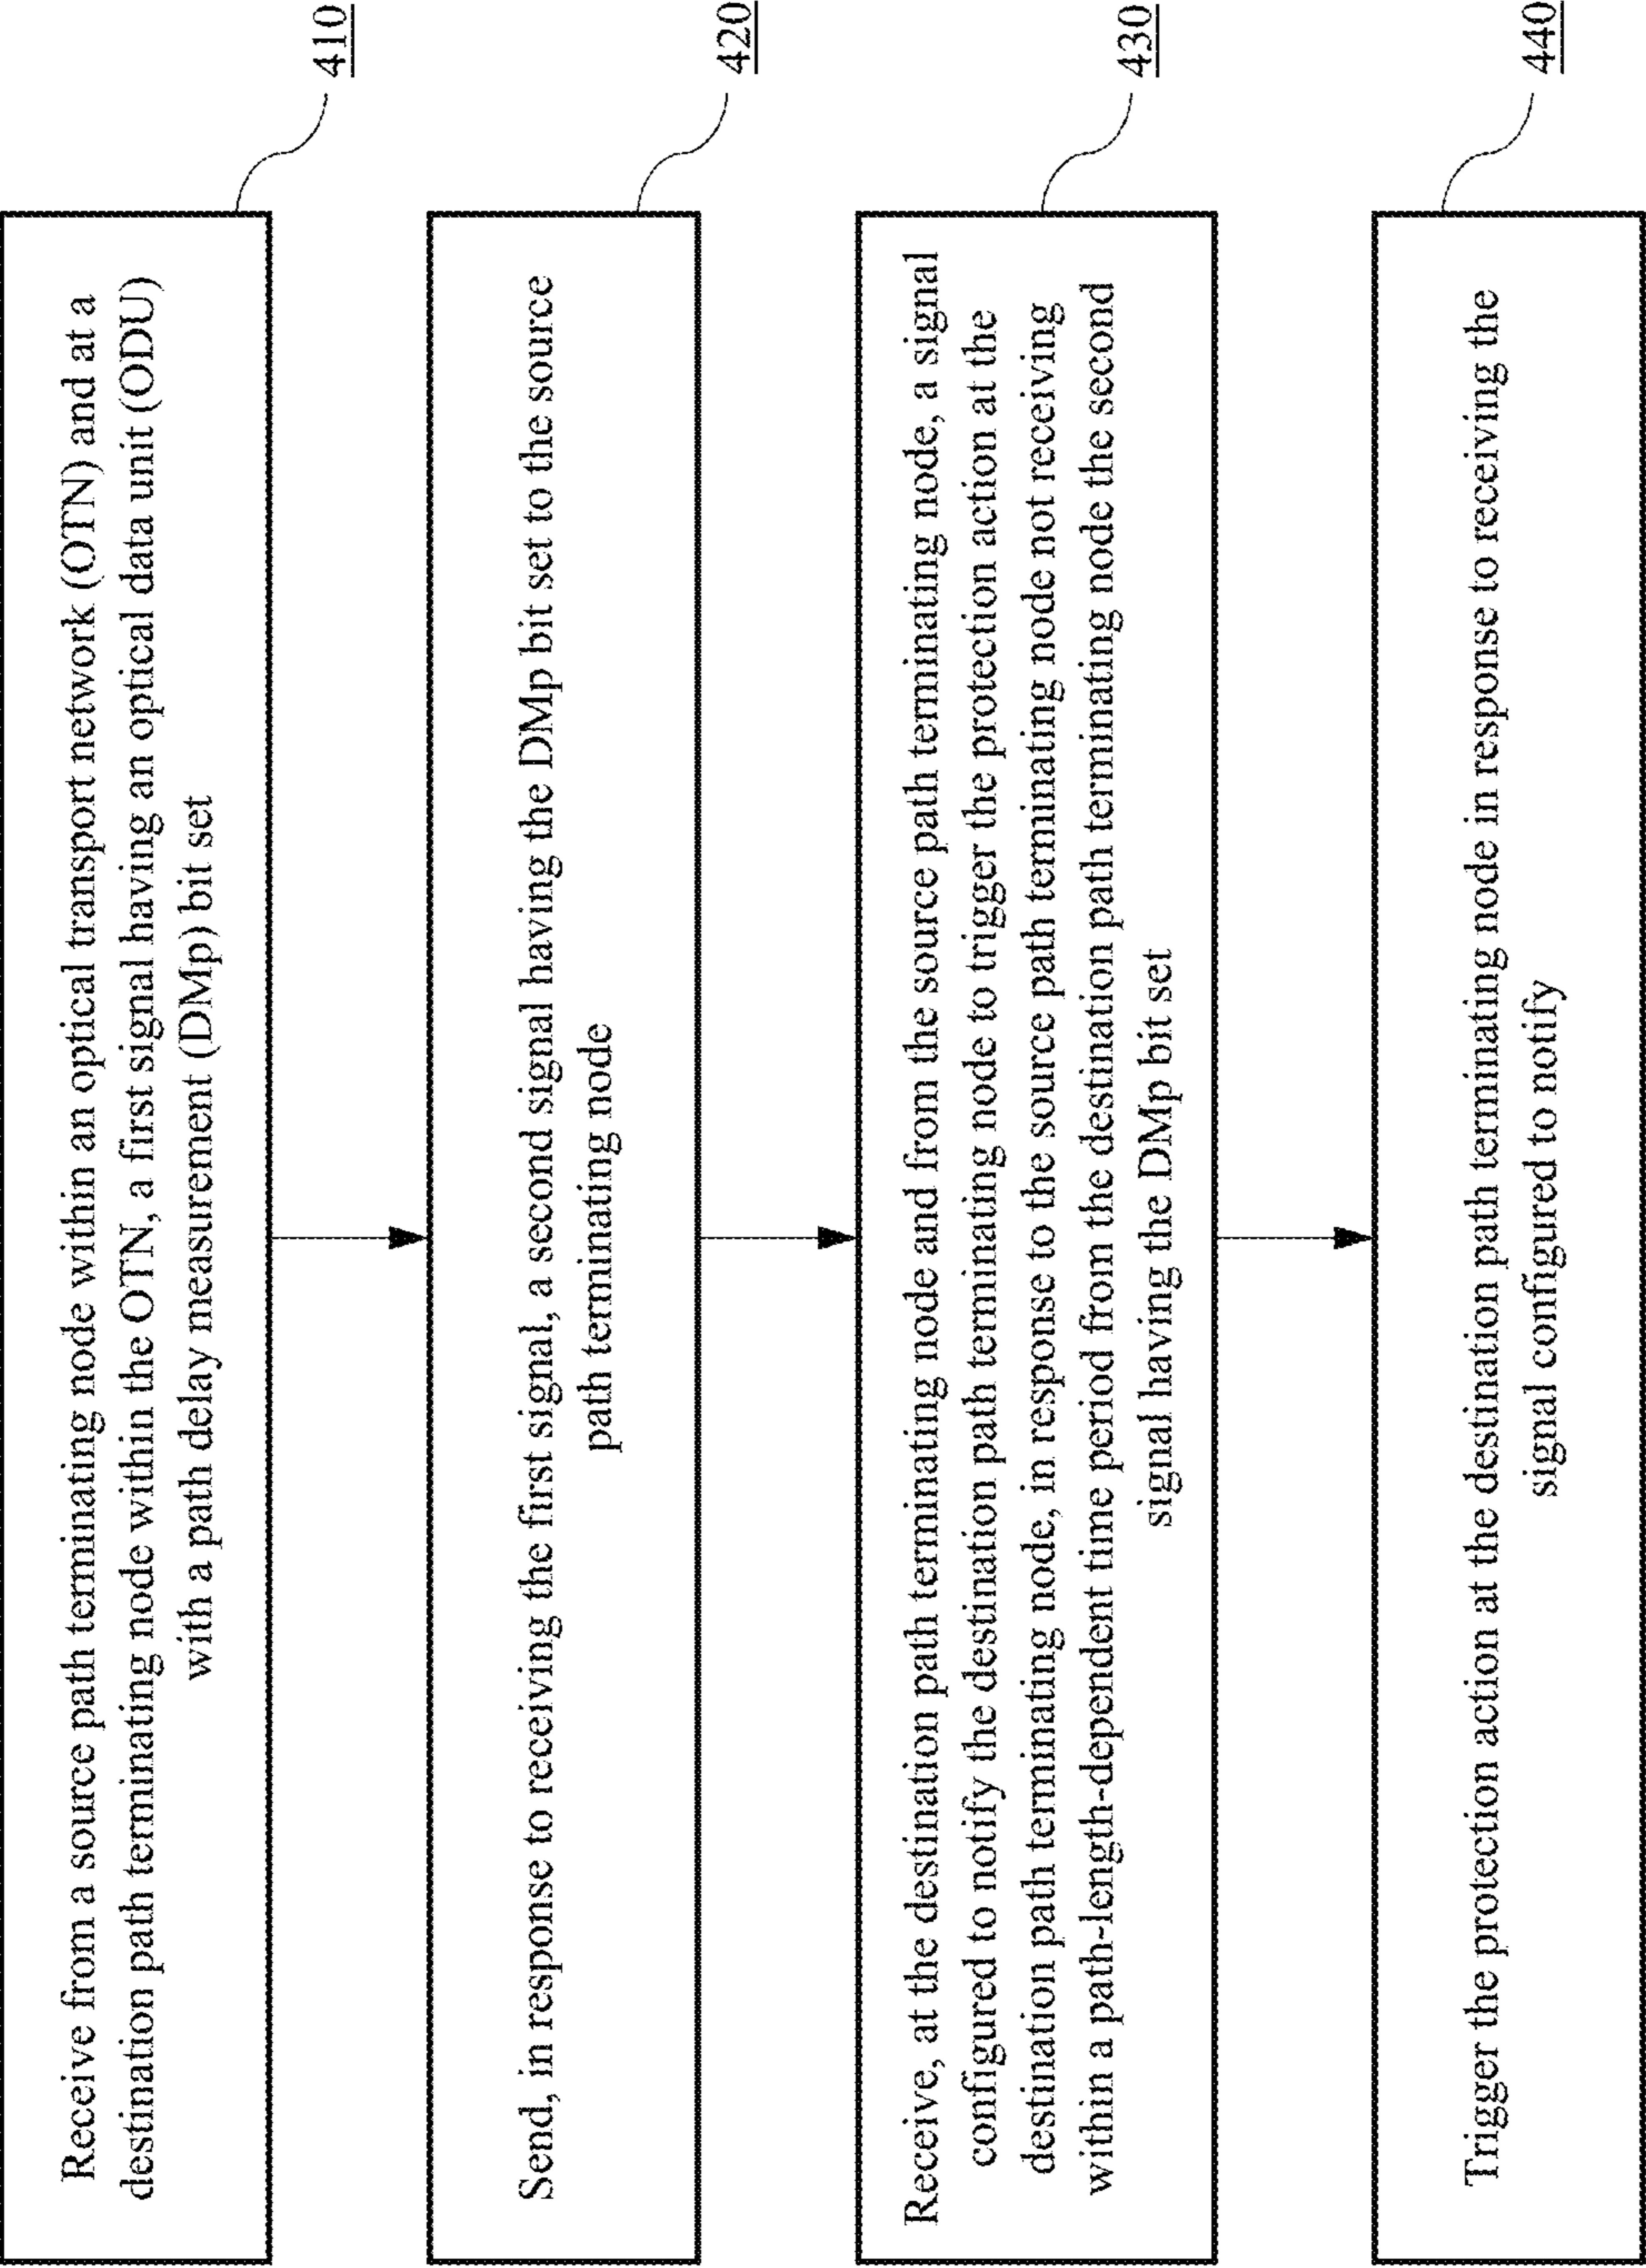 Receive from a source path terminating node within an optical transport network (OTN) and at a
destination path terminating node within the OTN, a first signal having an optical data unit (ODU)
with a path delay measurement (DMp) bit set
410
Send, in response to receiving the first signal, a second signal having the DMp bit set to the source
path terminating node
420
Receive, at the destination path terminating node and from the source path terminating node, a signal
configured to notify the destination path terminating node to trigger the protection action at the
destination path terminating node, in response to the source path terminating node not receiving
within a path-length-dependent time period from the destination path terminating node the second
signal having the DMp bit set
430
Trigger the protection action at the destination path terminating node in response to receiving the
signal configured to notify
440